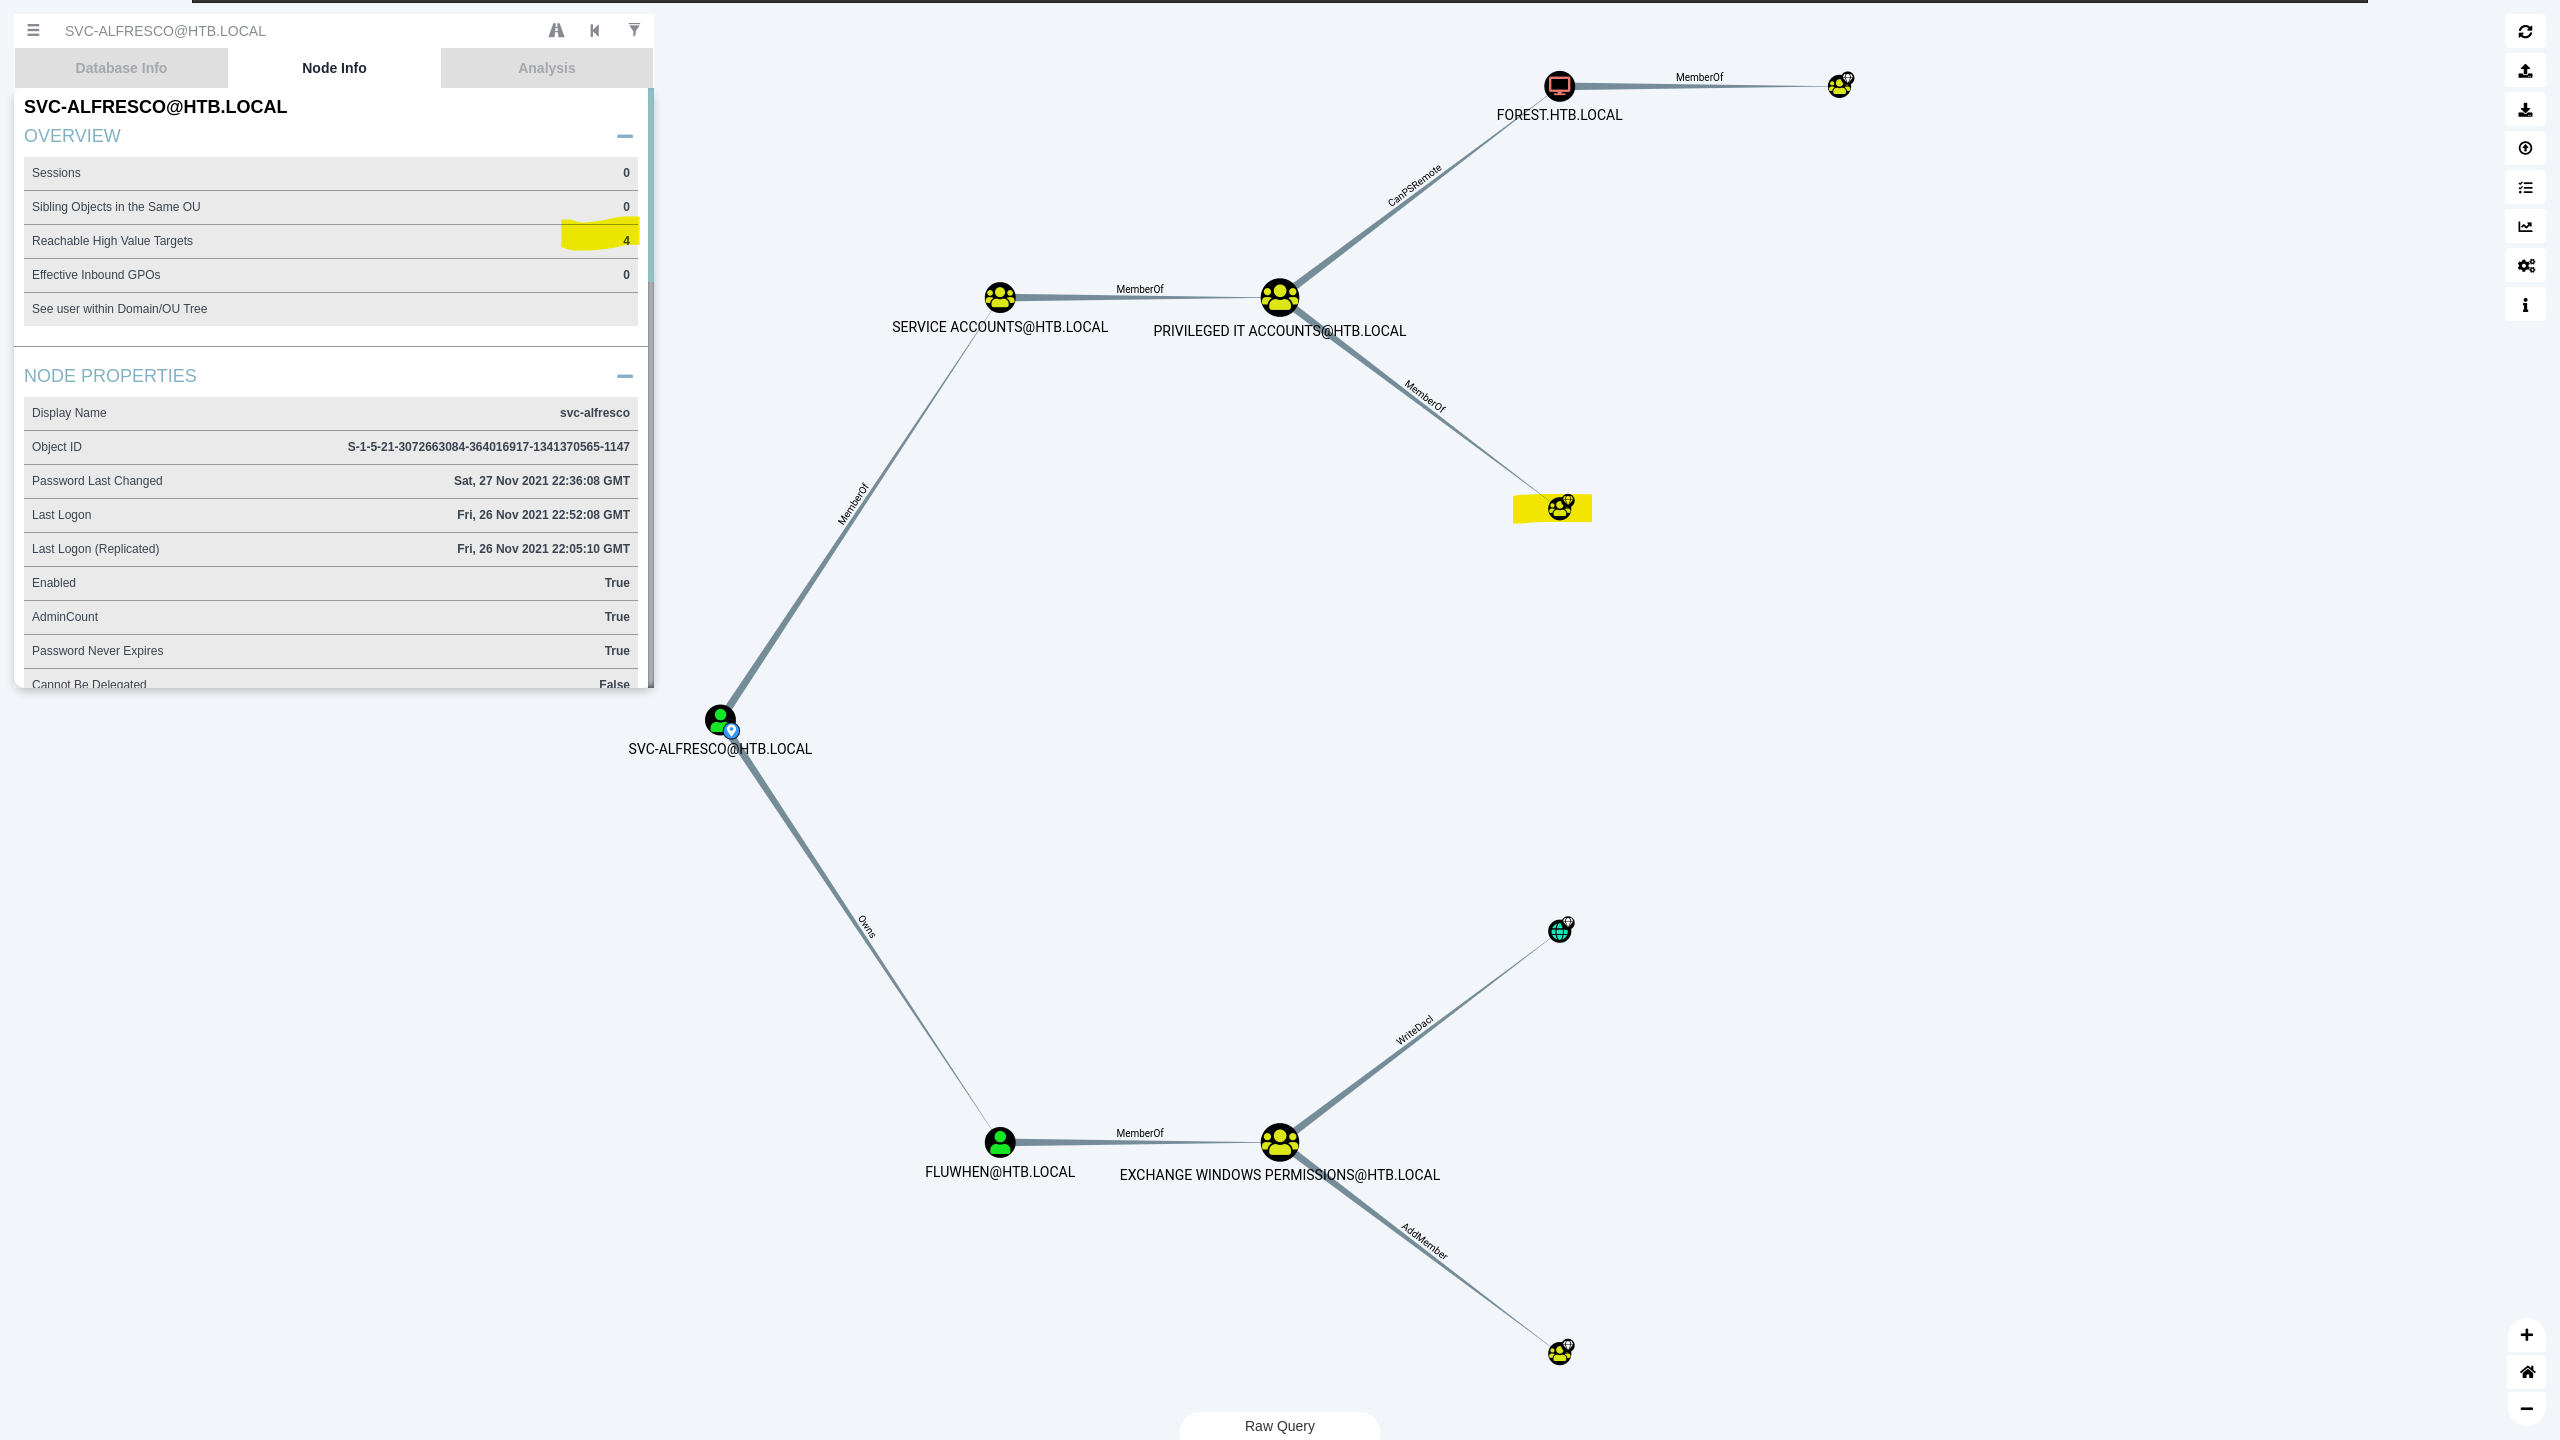 SVC-ALFRESCO@HTB.LOCAL
Database Info
Node Info
Analysis
SVC-ALFRESCO@HTB.LOCAL
OVERVIEW
Sessions 0
Sibling Objects in the Same OU 0
Reachable High Value Targets 4
Effective Inbound GPOs 0
See user within Domain/OU Tree
NODE PROPERTIES
Display Name svc-alfresco
Object ID S-1-5-21-3072663084-364016917-1341370565-1147
Password Last Changed Sat, 27 Nov 2021 22:36:08 GMT
Last Logon Fri, 26 Nov 2021 22:52:08 GMT
Last Logon (Replicated) Fri, 26 Nov 2021 22:05:10 GMT
Enabled True
AdminCount True
Password Never Expires True
Cannot Be Delegated False
MemberOf
FOREST.HTB.LOCAL
CanPSRemote
MemberOf
SERVICE ACCOUNTS@HTB.LOCAL
PRIVILEGED IT ACCOUNTS@HTB.LOCAL
MemberOf
MemberOf
SVC-ALFRESCO@HTB.LOCAL
Owns
WriteDacl
MemberOf
FLUWHEN@HTB.LOCAL
EXCHANGE WINDOWS PERMISSIONS@HTB.LOCAL
AddMember
Raw Query